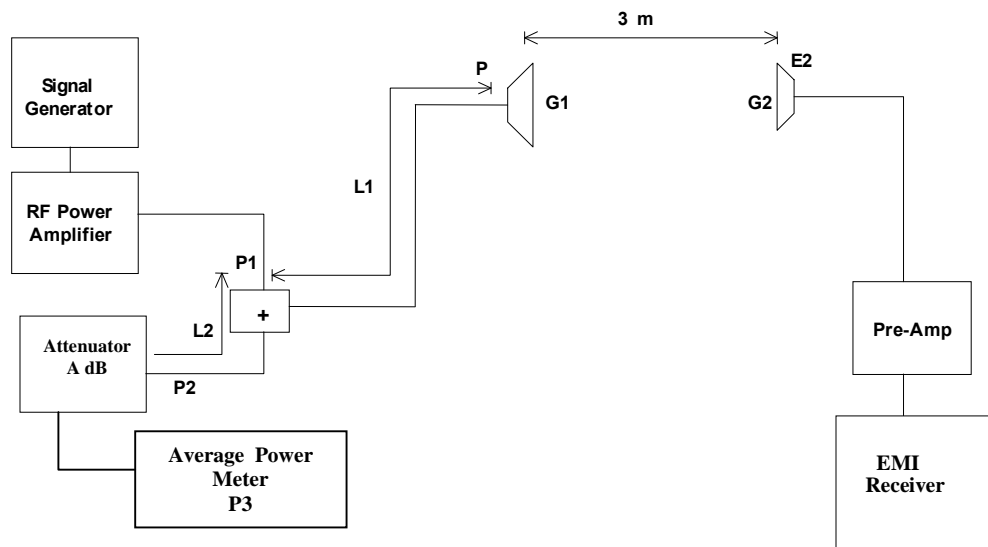 3 m
Signal
Generator
P
E2
G1
G2
L1
RF Power
Amplifier
P1
+
L2
Attenuator
A dB
P2
Pre-Amp
Average Power
Meter
P3
EMI
Receiver